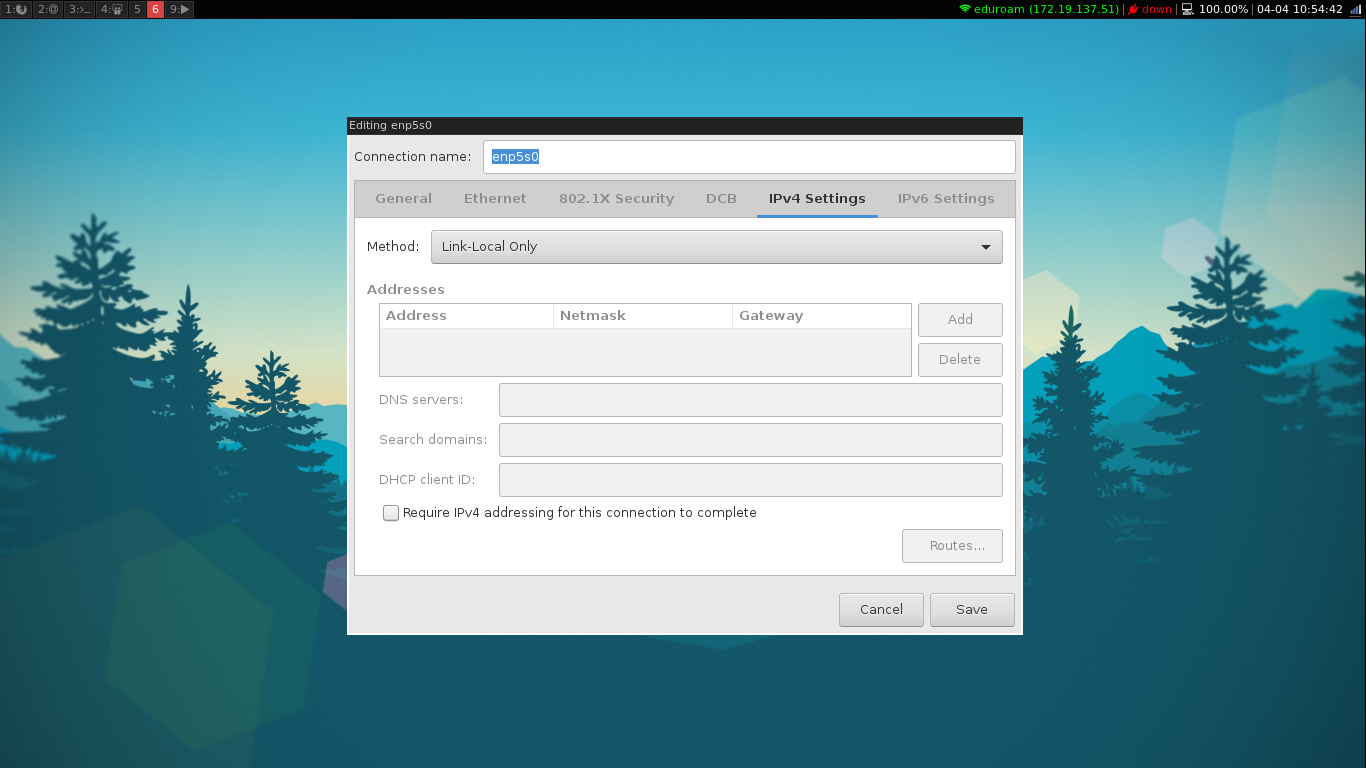 1: 2:@ 3:>_ 4: 5 6 9: eduroam (172.19.137.51) | down | 100.00% | 04-04 10:54:42
Editing enp5s0
Connection name: enp5s0
General Ethernet 802.1X Security DCB IPv4 Settings IPv6 Settings
Method: Link-Local Only
Addresses
Address Netmask Gateway Add
Delete
DNS servers:
Search domains:
DHCP client ID:
Require IPv4 addressing for this connection to complete
Routes...
Cancel Save